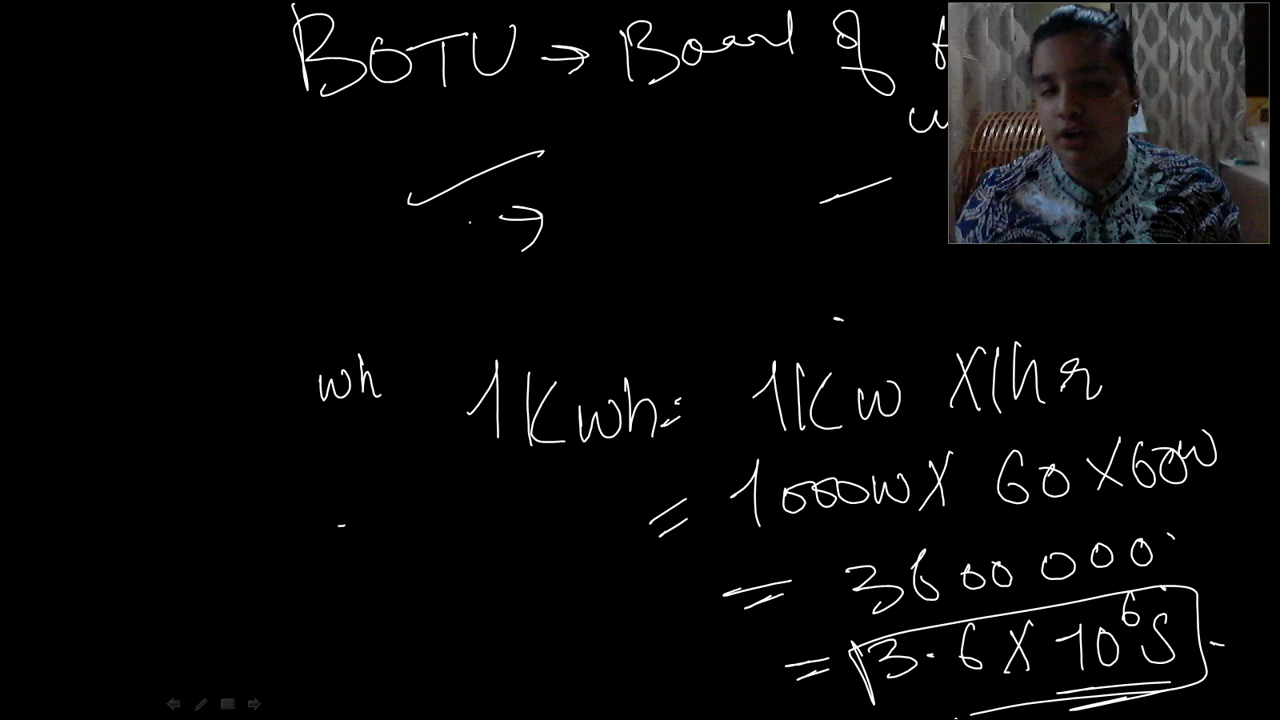 BOTU → Board of
wh 1Kwh = 1Kw X 1hr
= 1000w X 60 X 60w
= 3600000
= 3.6 X 10⁶ J